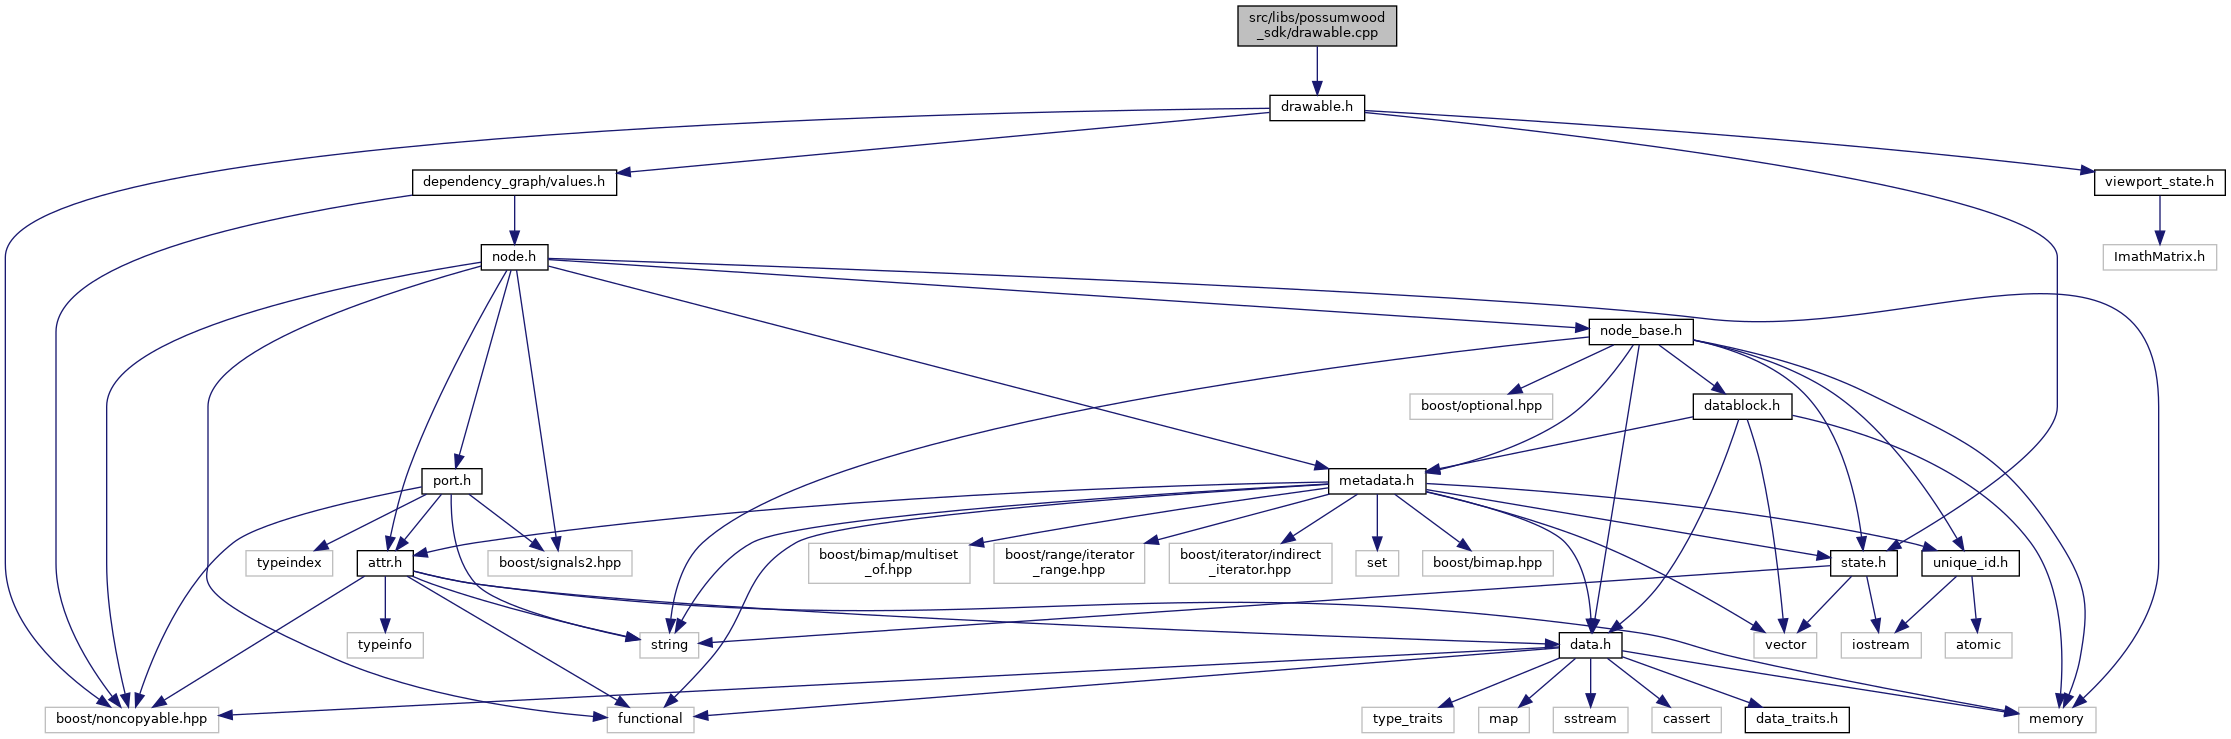 src/libs/possumwood
_sdk/drawable.cpp
drawable.h
dependency_graph/values.h
viewport_state.h
node.h
ImathMatrix.h
node_base.h
boost/optional.hpp
datablock.h
port.h
metadata.h
typeindex
attr.h
boost/signals2.hpp
boost/bimap/multiset
_of.hpp
boost/range/iterator
_range.hpp
boost/iterator/indirect
_iterator.hpp
set
boost/bimap.hpp
state.h
unique_id.h
typeinfo
string
data.h
vector
iostream
atomic
boost/noncopyable.hpp
functional
type_traits
map
sstream
cassert
data_traits.h
memory